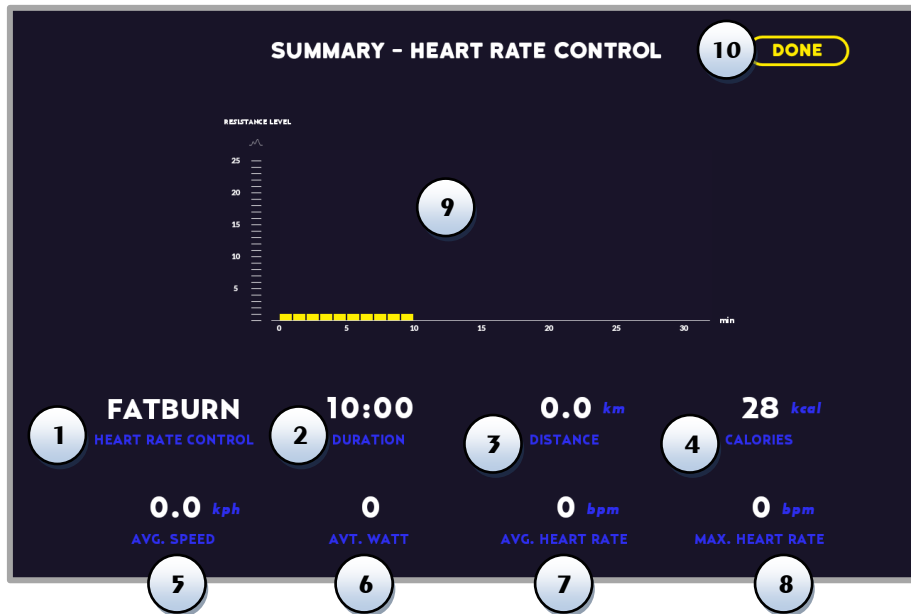 SUMMARY - HEART RATE CONTROL
10
DONE
RESISTANCE LEVEL
25
20
15
10
5
9
0 5 10 15 20 25 30 min
FATBURN 10:00 0.0 km 28 kcal
1 HEART RATE CONTROL 2 DURATION 3 DISTANCE 4 CALORIES
0.0 kph 0 0 bpm 0 bpm
AVG. SPEED AVT. WATT AVG. HEART RATE MAX. HEART RATE
5 6 7 8